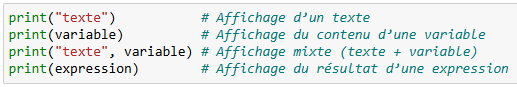 print("texte")           # Affichage d’un texte
print(variable)          # Affichage du contenu d’une variable
print("texte", variable) # Affichage mixte (texte + variable)
print(expression)        # Affichage du résultat d’une expression